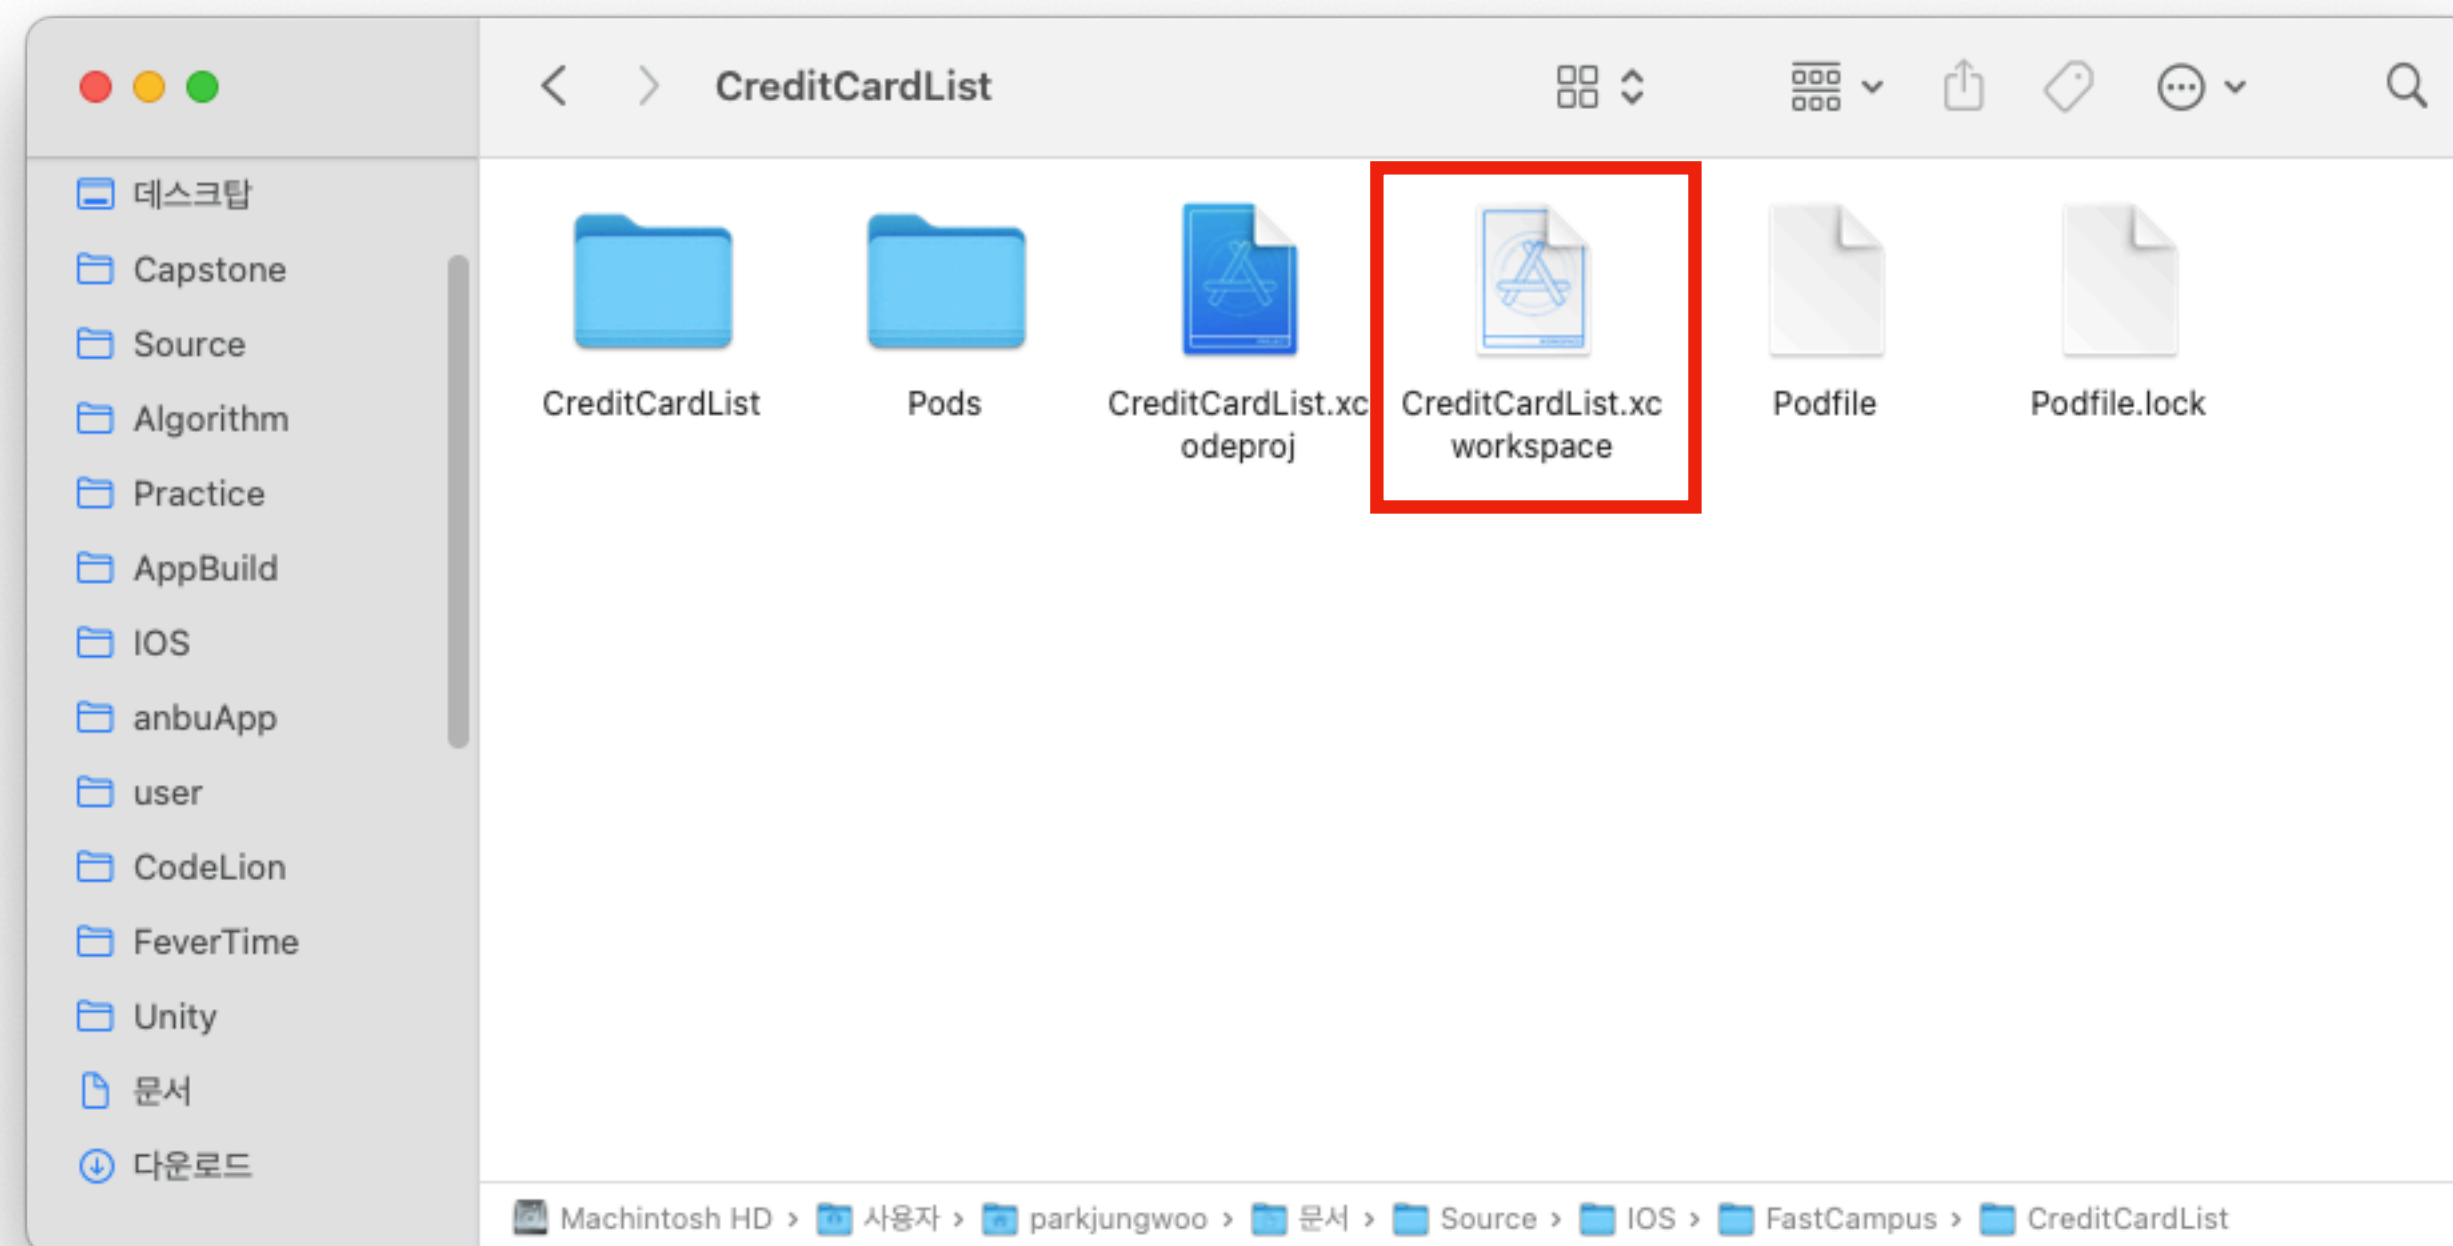 CreditCardList
데스크탑
Capstone
Source
Algorithm
Practice
AppBuild
IOS
anbuApp
user
CodeLion
FeverTime
Unity
문서
다운로드
CreditCardList
Pods
CreditCardList.xc
odeproj
CreditCardList.xc
workspace
Podfile
Podfile.lock
Machintosh HD › 사용자 › parkjungwoo › 문서 › Source › IOS › FastCampus › CreditCardList